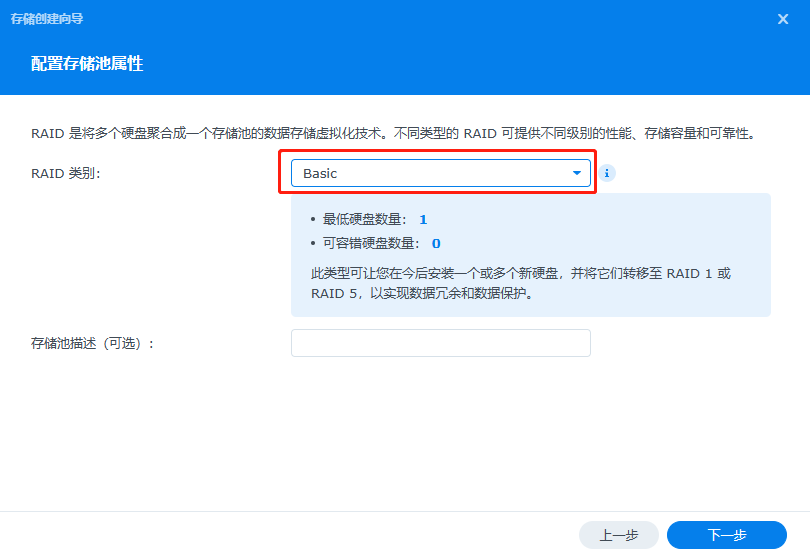 存储创建向导
配置存储池属性
RAID 是将多个硬盘聚合成一个存储池的数据存储虚拟化技术。不同类型的 RAID 可提供不同级别的性能、存储容量和可靠性。
RAID 类别：
Basic
• 最低硬盘数量： 1
• 可容错硬盘数量： 0
此类型可让您在今后安装一个或多个新硬盘，并将它们转移至 RAID 1 或
RAID 5，以实现数据冗余和数据保护。
存储池描述（可选）：
上一步
下一步